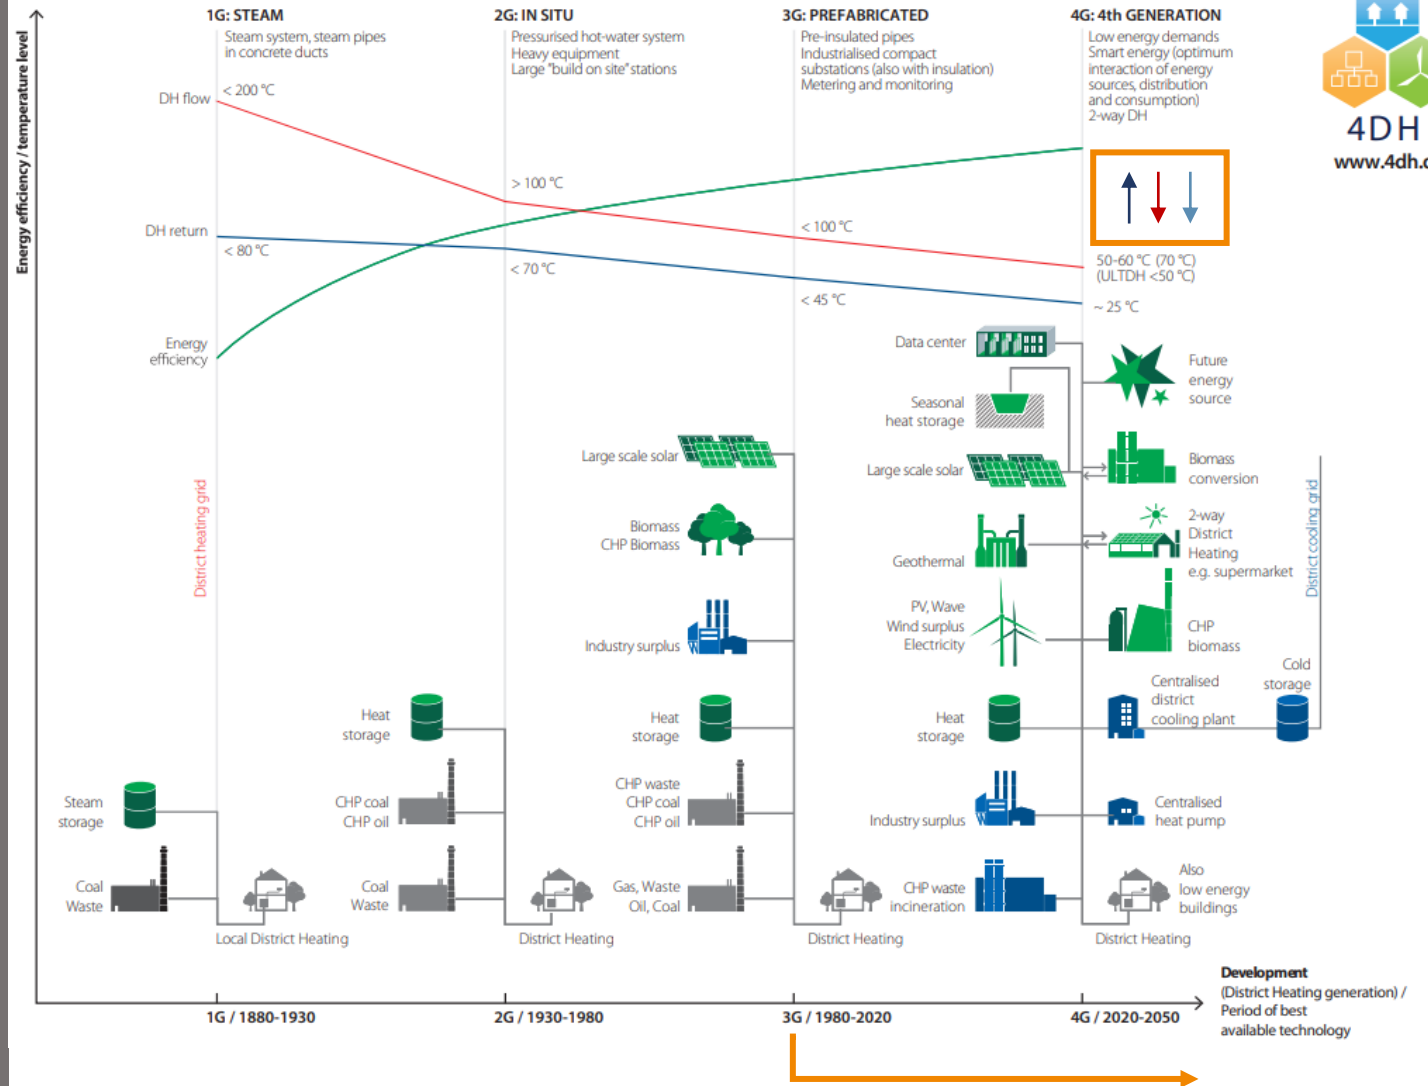 1G: STEAM
Steam system, steam pipes
in concrete ducts
2G: IN SITU
Pressurised hot-water system
Heavy equipment
Large "build on site" stations
3G: PREFABRICATED
Pre-insulated pipes
Industrialised compact
substations (also with insulation)
Metering and monitoring
4G: 4th GENERATION
Low energy demands
Smart energy (optimum
interaction of energy
sources, distribution
and consumption)
2-way DH
4DH
www.4dh.
Energy efficiency / temperature level
DH flow
< 200 °C
> 100 °C
< 100 °C
50-60 °C (70 °C)
(ULTDH <50 °C)
DH return
< 80 °C
< 70 °C
< 45 °C
~ 25 °C
Energy
efficiency
District heating grid
Data center
Seasonal
heat storage
Large scale solar
Geothermal
PV, Wave
Wind surplus
Electricity
Heat
storage
Industry surplus
CHP waste
incineration
Future
energy
source
Biomass
conversion
2-way
District
Heating
e.g. supermarket
CHP
biomass
Centralised
district
cooling plant
Cold
storage
District cooling grid
Centralised
heat pump
Also
low energy
buildings
District Heating
Large scale solar
Biomass
CHP Biomass
Industry surplus
Heat
storage
CHP waste
CHP coal
CHP oil
Gas, Waste
Oil, Coal
District Heating
Heat
storage
CHP coal
CHP oil
Coal
Waste
District Heating
Steam
storage
Coal
Waste
Local District Heating
1G / 1880-1930
2G / 1930-1980
3G / 1980-2020
4G / 2020-2050
Development
(District Heating generation) /
Period of best
available technology